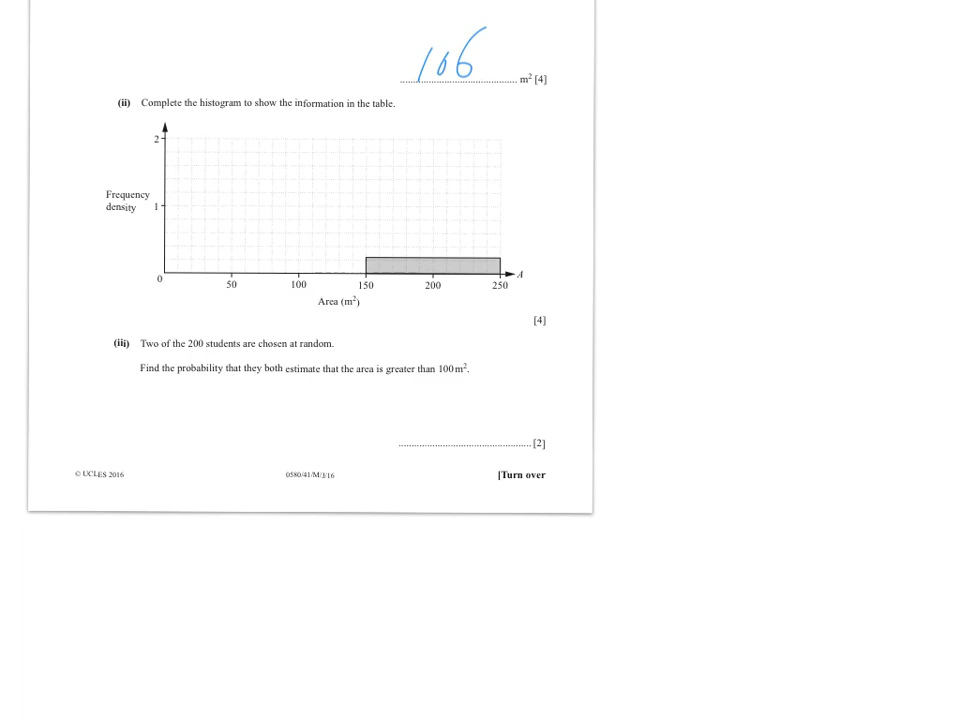 106
m² [4]
(ii) Complete the histogram to show the information in the table.
2
Frequency
density
1
0
50
100
150
200
250
A
Area (m²)
[4]
(iii) Two of the 200 students are chosen at random.
Find the probability that they both estimate that the area is greater than 100 m².
[2]
© UCLES 2016
0580/41/M/J/16
[Turn over